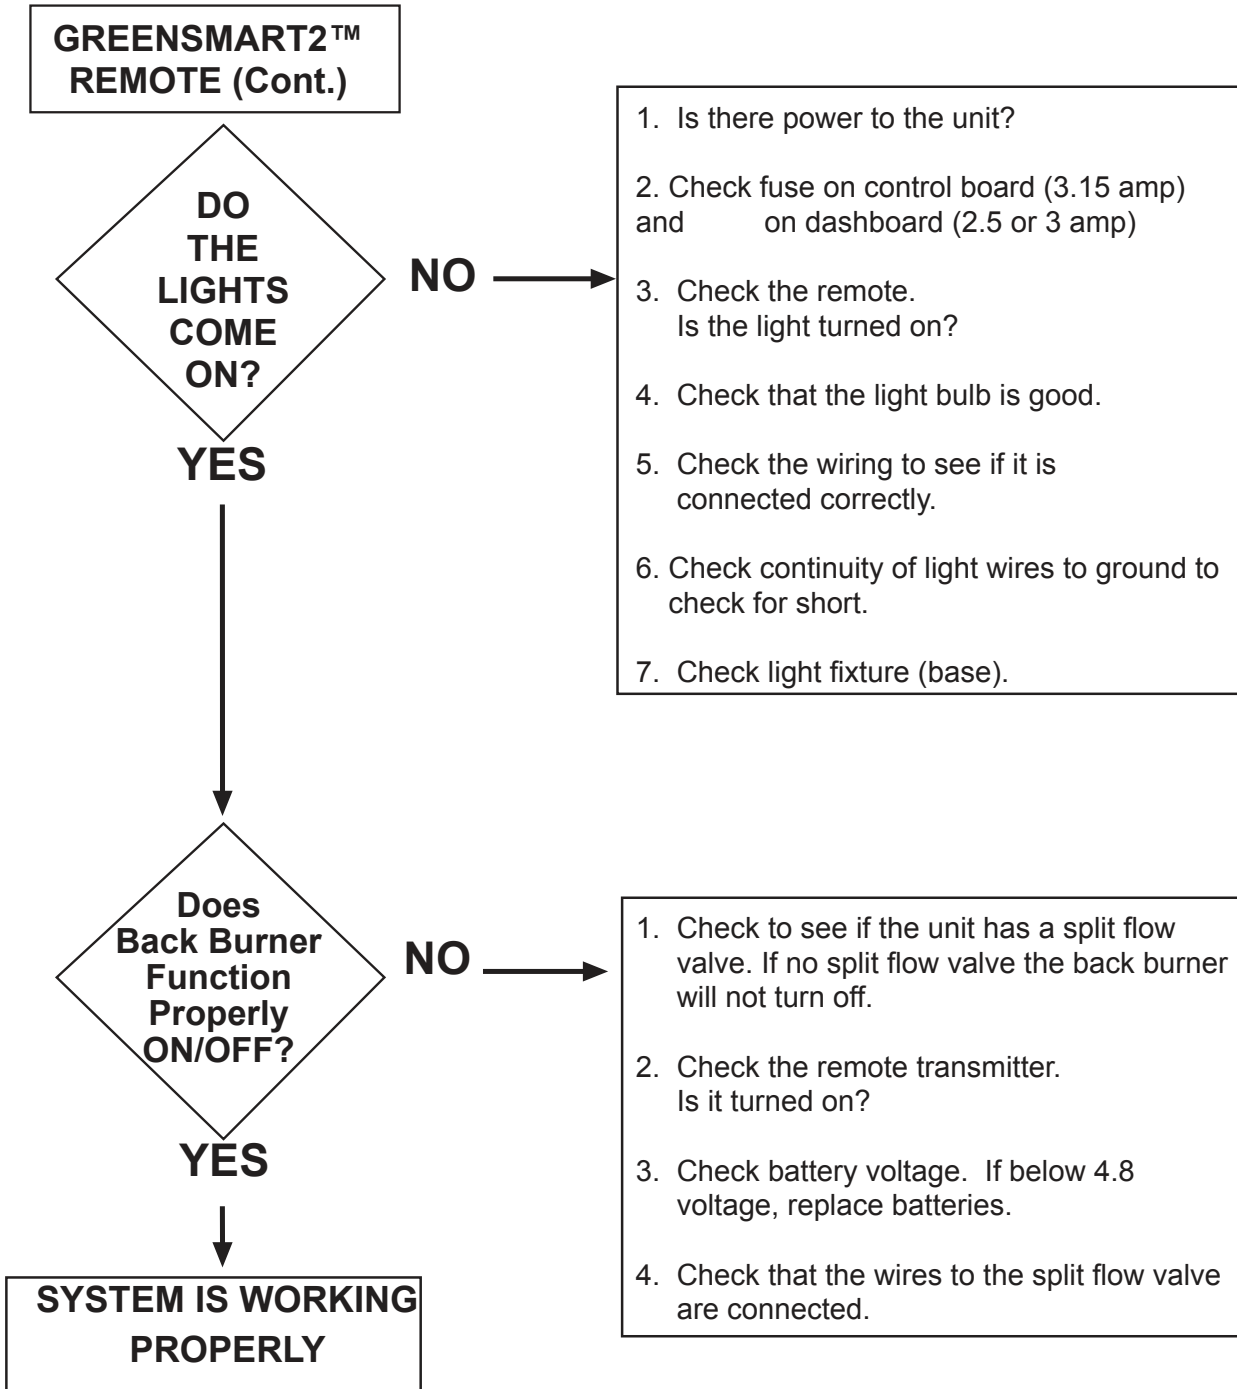 GREENSMART2™
REMOTE (Cont.)
DO
THE
LIGHTS
COME
ON?
NO
1. Is there power to the unit?
2. Check fuse on control board (3.15 amp)
and on dashboard (2.5 or 3 amp)
3. Check the remote.
Is the light turned on?
4. Check that the light bulb is good.
5. Check the wiring to see if it is
connected correctly.
6. Check continuity of light wires to ground to
check for short.
7. Check light fixture (base).
YES
Does
Back Burner
Function
Properly
ON/OFF?
NO
1. Check to see if the unit has a split flow
valve. If no split flow valve the back burner
will not turn off.
2. Check the remote transmitter.
Is it turned on?
3. Check battery voltage. If below 4.8
voltage, replace batteries.
4. Check that the wires to the split flow valve
are connected.
YES
SYSTEM IS WORKING
PROPERLY